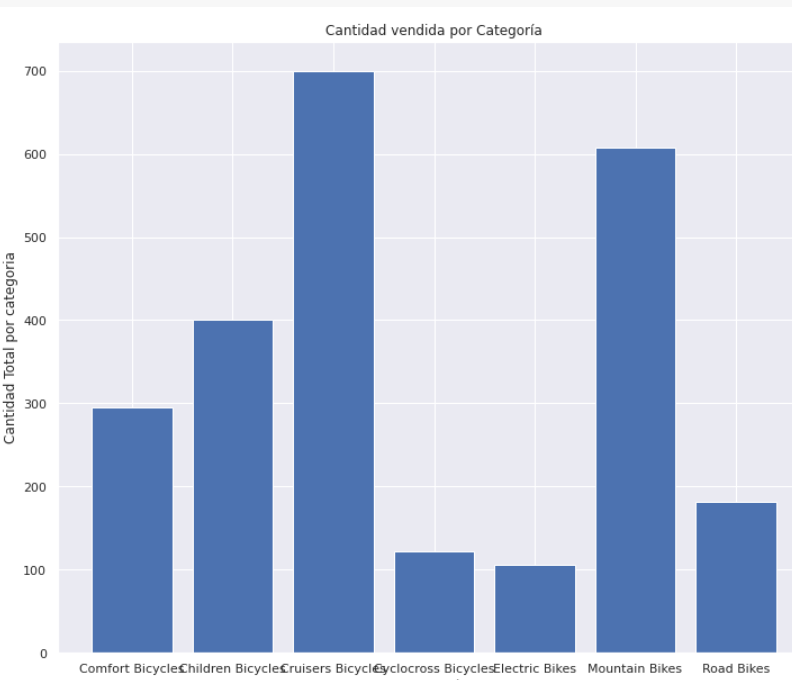 Cantidad vendida por Categoría
Cantidad Total por categoria
700
600
500
400
300
200
100
0
Comfort Bicycles Children Bicycles Cruisers Bicycles Cyclocross Bicycles Electric Bikes Mountain Bikes Road Bikes